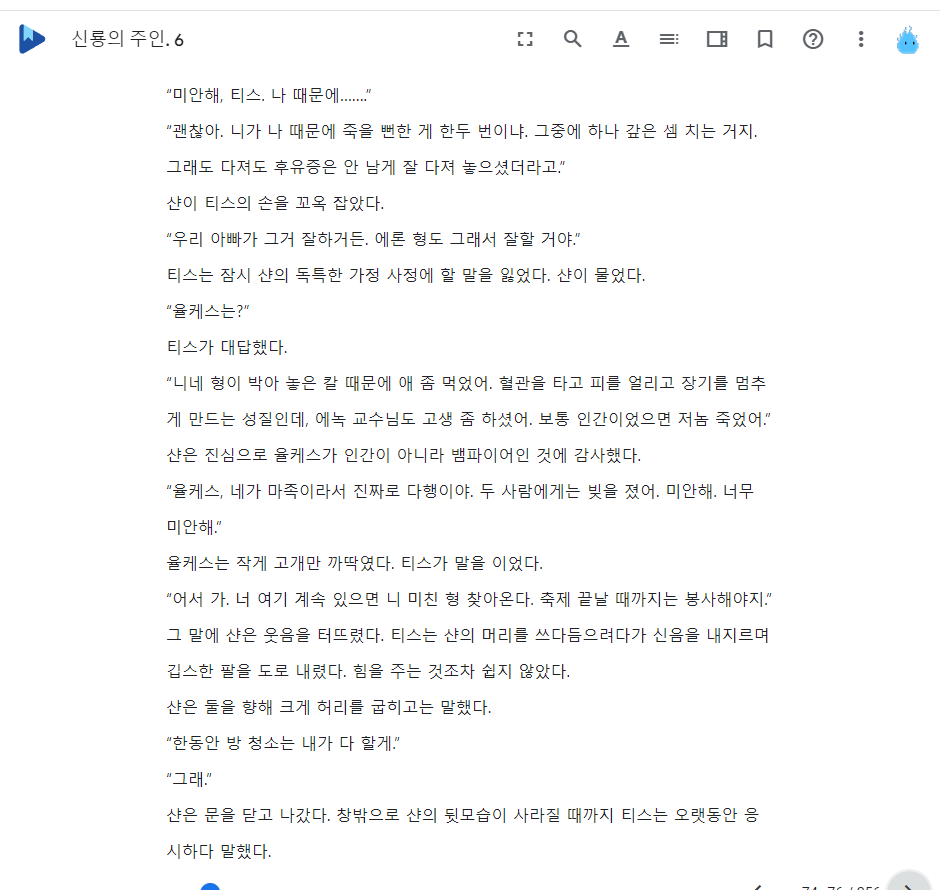 신룡의 주인. 6
“미안해, 티스. 나 때문에…….”
“괜찮아. 니가 나 때문에 죽을 뻔한 게 한두 번이냐. 그중에 하나 갚은 셈 치는 거지.
그래도 다져도 후유증은 안 남게 잘 다져 놓으셨더라고.”
샨이 티스의 손을 꼬옥 잡았다.
“우리 아빠가 그거 잘하거든. 에론 형도 그래서 잘할 거야.”
티스는 잠시 샨의 독특한 가정 사정에 할 말을 잃었다. 샨이 물었다.
“율케스는?”
티스가 대답했다.
“니네 형이 박아 놓은 칼 때문에 애 좀 먹었어. 혈관을 타고 피를 얼리고 장기를 멈추
게 만드는 성질인데, 에녹 교수님도 고생 좀 하셨어. 보통 인간이었으면 저놈 죽었어.”
샨은 진심으로 율케스가 인간이 아니라 뱀파이어인 것에 감사했다.
“율케스, 네가 마족이라서 진짜로 다행이야. 두 사람에게는 빚을 졌어. 미안해. 너무
미안해.”
율케스는 작게 고개만 까딱였다. 티스가 말을 이었다.
“어서 가. 너 여기 계속 있으면 니 미친 형 찾아온다. 축제 끝날 때까지는 봉사해야지.”
그 말에 샨은 웃음을 터뜨렸다. 티스는 샨의 머리를 쓰다듬으려다가 신음을 내지르며
깁스한 팔을 도로 내렸다. 힘을 주는 것조차 쉽지 않았다.
샨은 둘을 향해 크게 허리를 굽히고는 말했다.
“한동안 방 청소는 내가 다 할게.”
“그래.”
샨은 문을 닫고 나갔다. 창밖으로 샨의 뒷모습이 사라질 때까지 티스는 오랫동안 응
시하다 말했다.